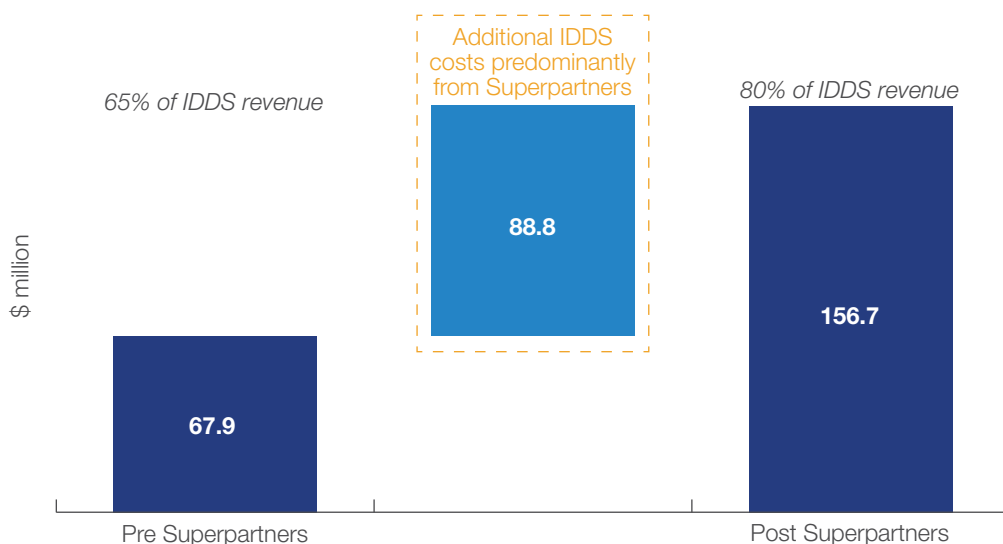 Additional IDDS
costs predominantly
from Superpartners
65% of IDDS revenue
80% of IDDS revenue
88.8
$ million
156.7
67.9
Pre Superpartners
Post Superpartners